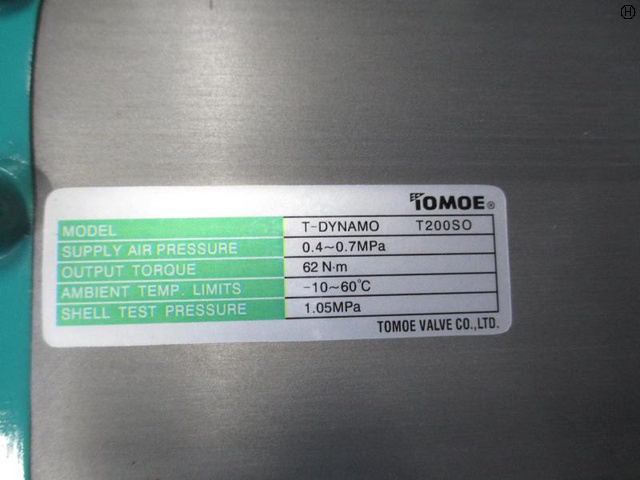 Ⓗ
TOMOE®
MODEL T-DYNAMO T200SO
SUPPLY AIR PRESSURE 0.4~0.7MPa
OUTPUT TORQUE 62 N·m
AMBIENT TEMP. LIMITS -10~60℃
SHELL TEST PRESSURE 1.05MPa
TOMOE VALVE CO.,LTD.